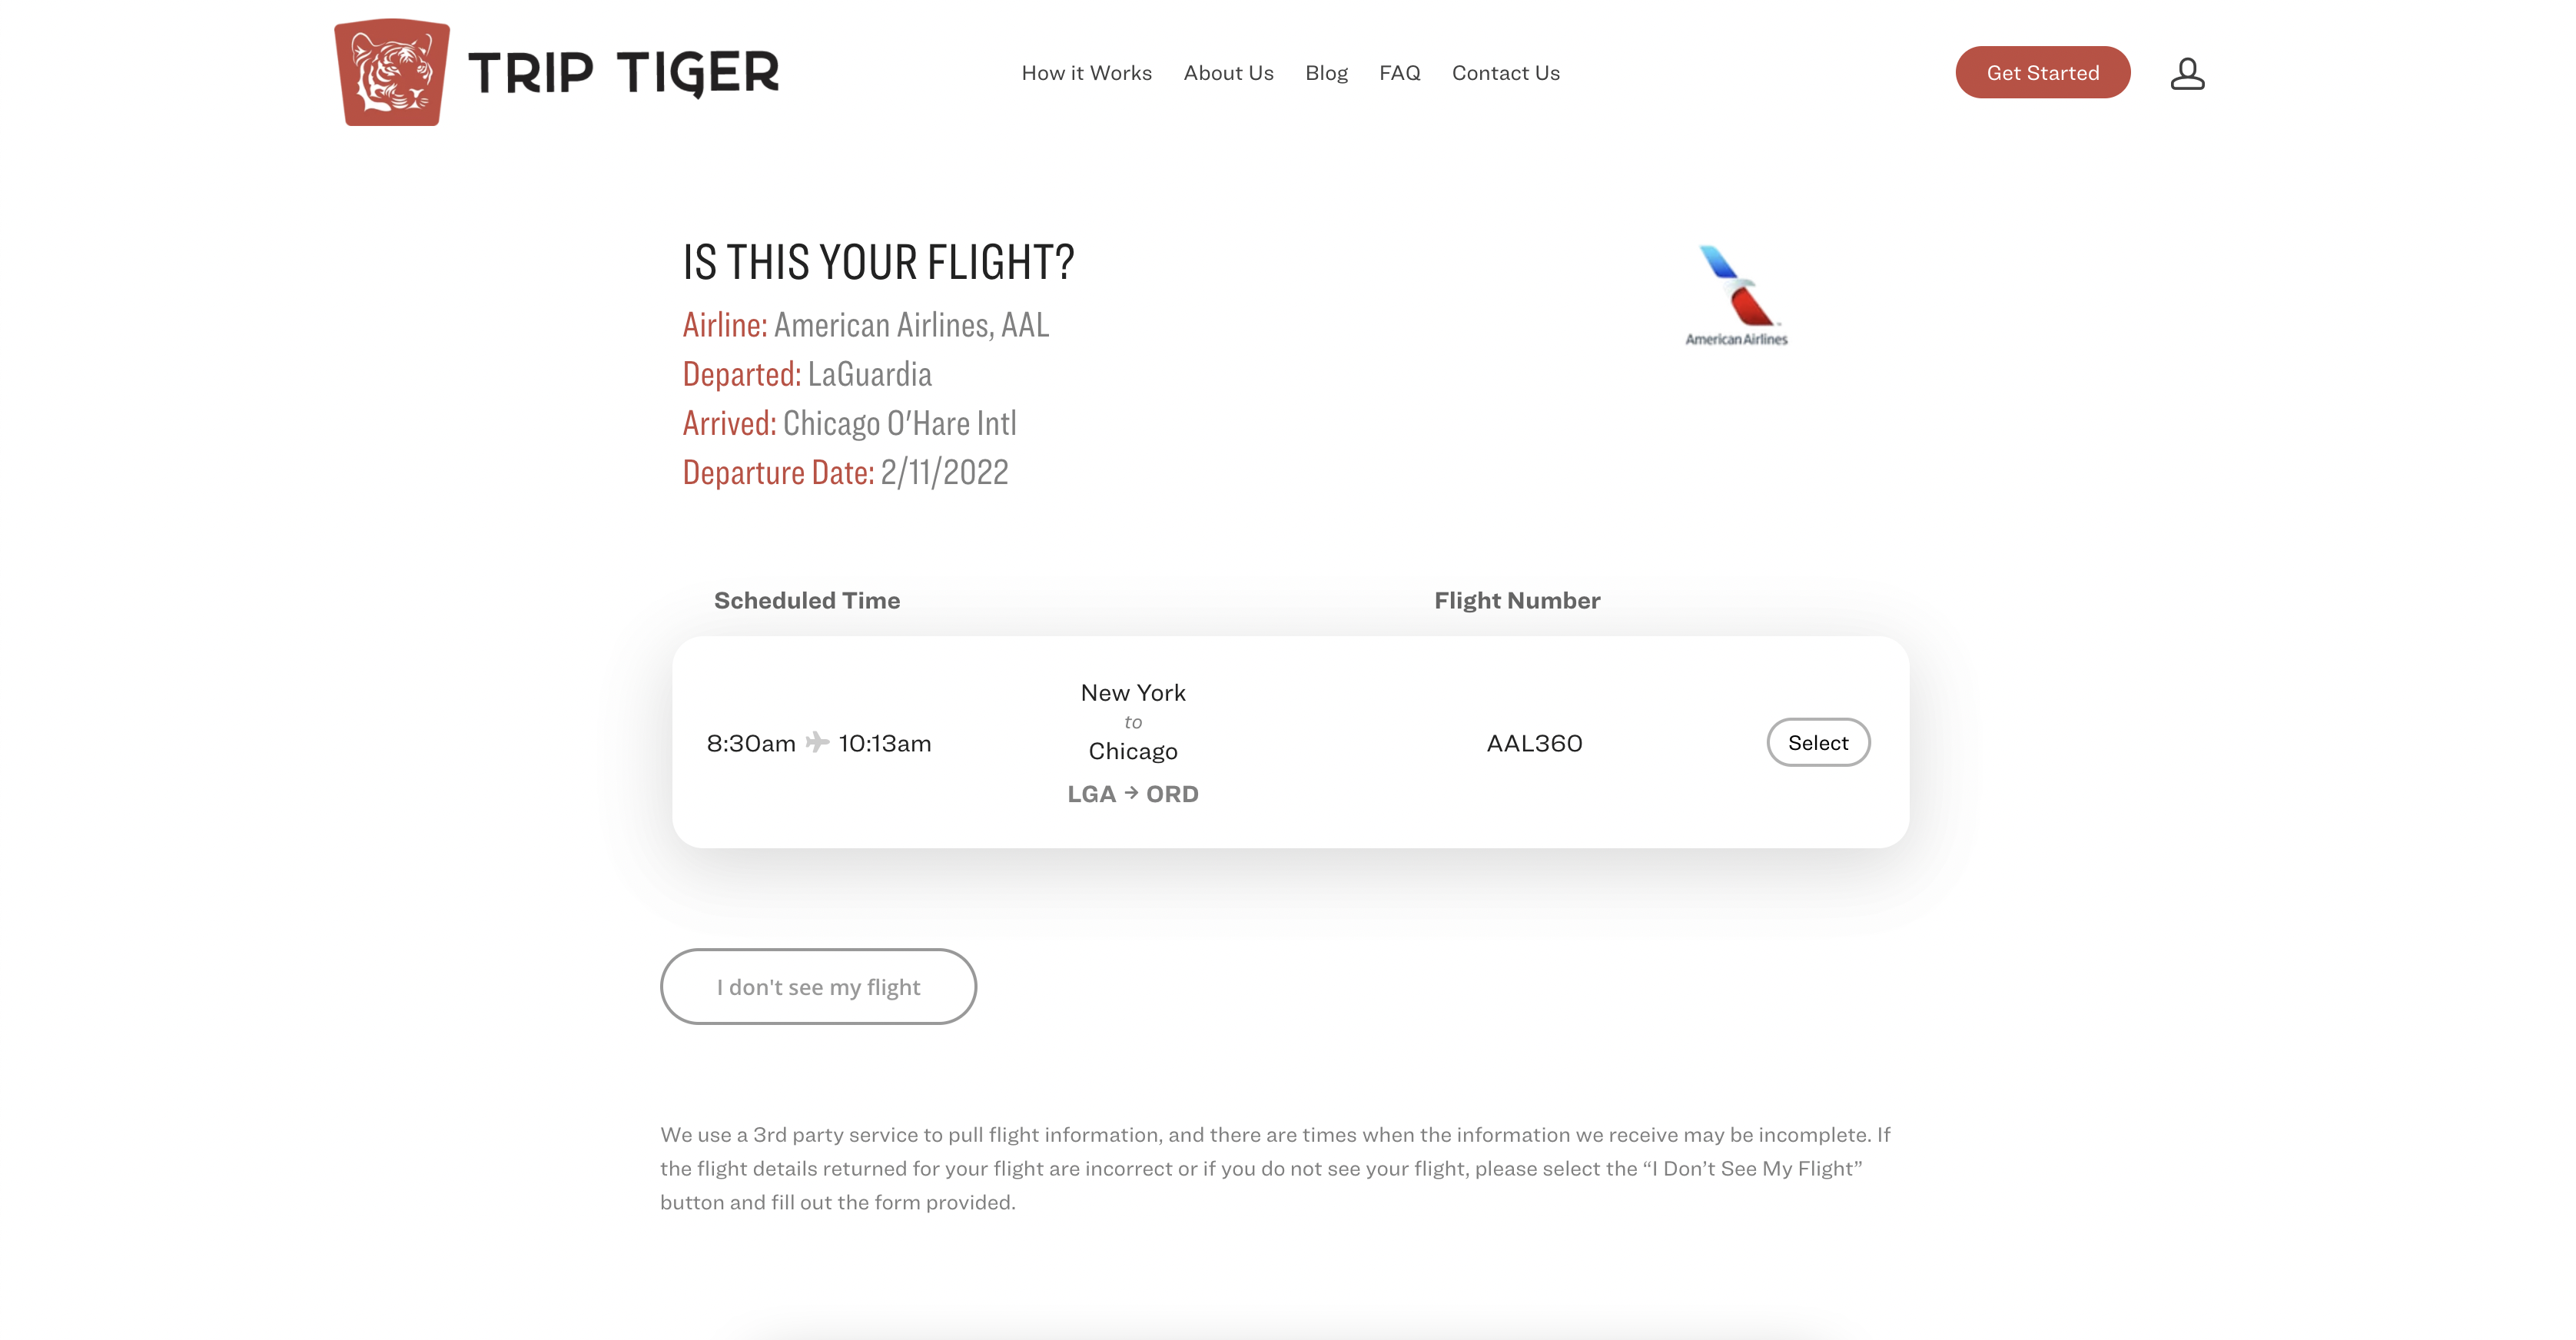 TRIP TIGER
How it Works About Us Blog FAQ Contact Us
Get Started
IS THIS YOUR FLIGHT?
Airline: American Airlines, AAL
Departed: LaGuardia
Arrived: Chicago O'Hare Intl
Departure Date: 2/11/2022
American Airlines
Scheduled Time
Flight Number
8:30am 10:13am
New York
to
Chicago
LGA → ORD
AAL360
Select
I don't see my flight
We use a 3rd party service to pull flight information, and there are times when the information we receive may be incomplete. If
the flight details returned for your flight are incorrect or if you do not see your flight, please select the “I Don’t See My Flight”
button and fill out the form provided.